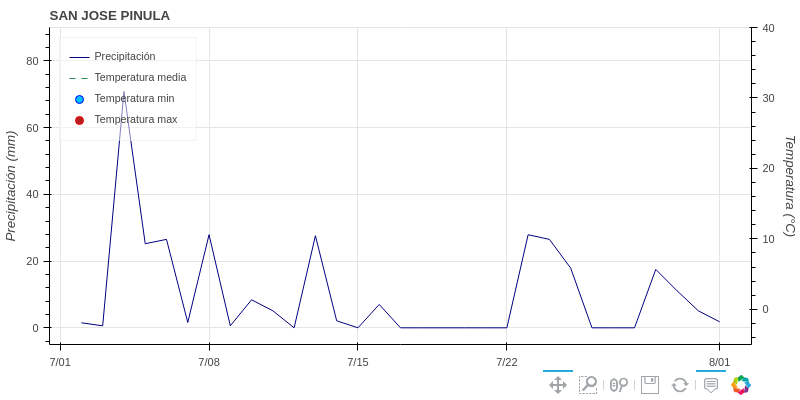 SAN JOSE PINULA
Precipitación
Temperatura media
Temperatura min
Temperatura max
Precipitación (mm)
80
60
40
20
0
Temperatura (°C)
40
30
20
10
0
7/01
7/08
7/15
7/22
8/01